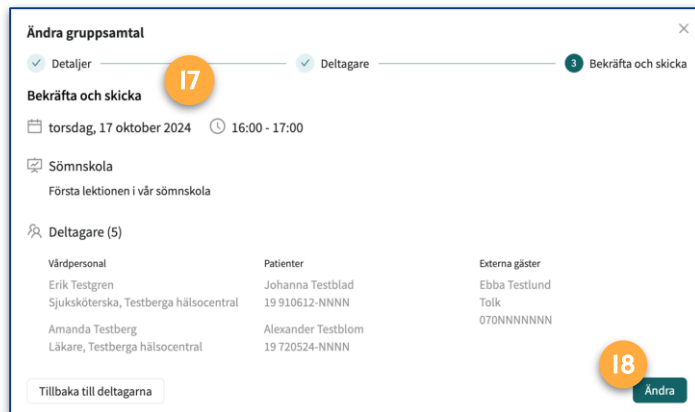 Ändra gruppsamtal
Detaljer
Deltagare
3 Bekräfta och skicka
17
Bekräfta och skicka
torsdag, 17 oktober 2024 16:00 - 17:00
Sömnskola
Första lektionen i vår sömnskola
Deltagare (5)
Vårdpersonal
Erik Testgren
Sjuksköterska, Testberga hälsocentral
Amanda Testberg
Läkare, Testberga hälsocentral
Patienter
Johanna Testblad
19 910612-NNNN
Alexander Testblom
19 720524-NNNN
Externa gäster
Ebba Testlund
Tolk
070NNNNNNN
Tillbaka till deltagarna
18
Ändra